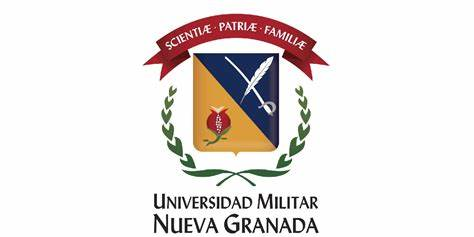 SCIENTIÆ · PATRIÆ · FAMILIÆ
UNIVERSIDAD MILITAR
NUEVA GRANADA